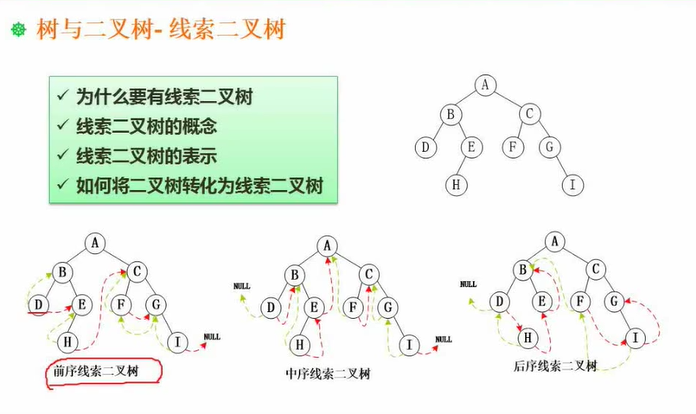 树与二叉树- 线索二叉树
✓ 为什么要有线索二叉树
✓ 线索二叉树的概念
✓ 线索二叉树的表示
✓ 如何将二叉树转化为线索二叉树
A
B
C
D
E
F
G
H
I
A
B
C
D
E
F
G
H
I
NULL
前序线索二叉树
A
NULL
B
C
D
E
F
G
H
I
NULL
中序线索二叉树
A
NULL
B
C
D
E
F
G
H
I
后序线索二叉树